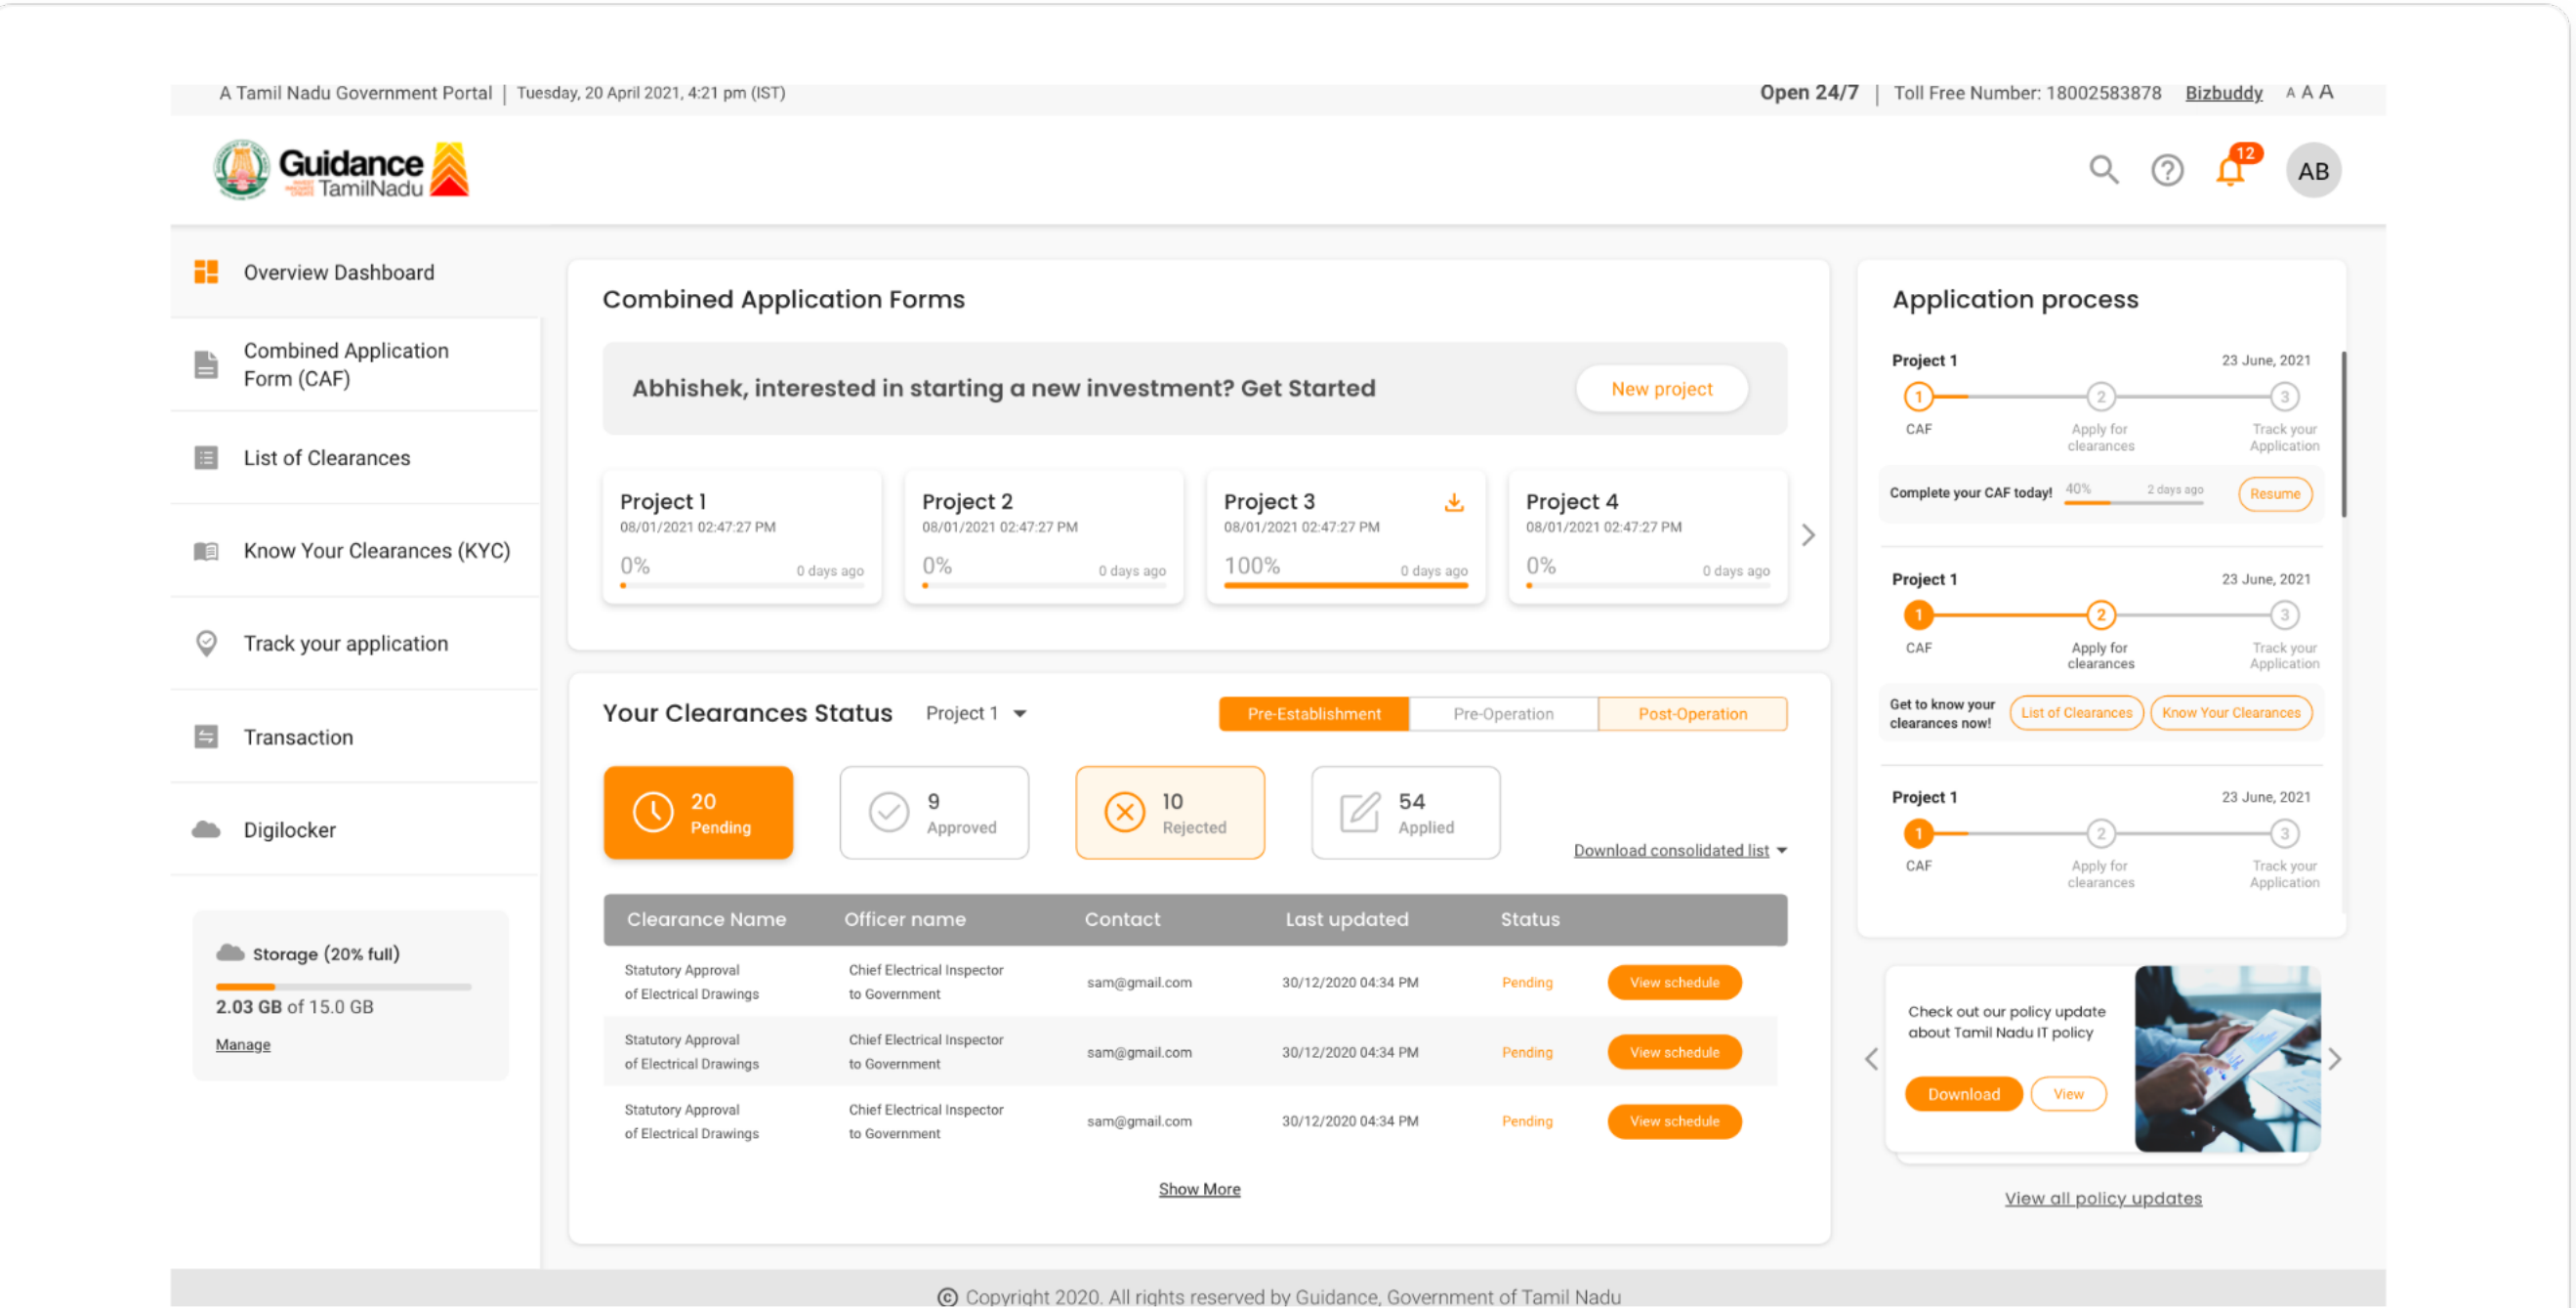 A Tamil Nadu Government Portal | Tuesday, 20 April 2021, 4:21 pm (IST)
Open 24/7 | Toll Free Number: 18002583878 Bizbuddy A A A
Guidance
TamilNadu
12
AB
Overview Dashboard
Combined Application
Form (CAF)
List of Clearances
Know Your Clearances (KYC)
Track your application
Transaction
Digilocker
Storage (20% full)
2.03 GB of 15.0 GB
Manage
Combined Application Forms
Abhishek, interested in starting a new investment? Get Started
New project
Project 1
08/01/2021 02:47:27 PM
0% 0 days ago
Project 2
08/01/2021 02:47:27 PM
0% 0 days ago
Project 3
08/01/2021 02:47:27 PM
100% 0 days ago
Project 4
08/01/2021 02:47:27 PM
0% 0 days ago
Your Clearances Status Project 1
Pre-Establishment Pre-Operation Post-Operation
20
Pending
9
Approved
10
Rejected
54
Applied
Download consolidated list
Clearance Name Officer name Contact Last updated Status
Statutory Approval
of Electrical Drawings
Chief Electrical Inspector
to Government
sam@gmail.com 30/12/2020 04:34 PM Pending View schedule
Statutory Approval
of Electrical Drawings
Chief Electrical Inspector
to Government
sam@gmail.com 30/12/2020 04:34 PM Pending View schedule
Statutory Approval
of Electrical Drawings
Chief Electrical Inspector
to Government
sam@gmail.com 30/12/2020 04:34 PM Pending View schedule
Show More
Application process
Project 1 23 June, 2021
1 2 3
CAF
Apply for
clearances
Track your
Application
Complete your CAF today! 40% 2 days ago Resume
Project 1 23 June, 2021
1 2 3
CAF
Apply for
clearances
Track your
Application
Get to know your
clearances now!
List of Clearances Know Your Clearances
Project 1 23 June, 2021
1 2 3
CAF
Apply for
clearances
Track your
Application
Check out our policy update
about Tamil Nadu IT policy
Download View
View all policy updates
© Copyright 2020. All rights reserved by Guidance, Government of Tamil Nadu